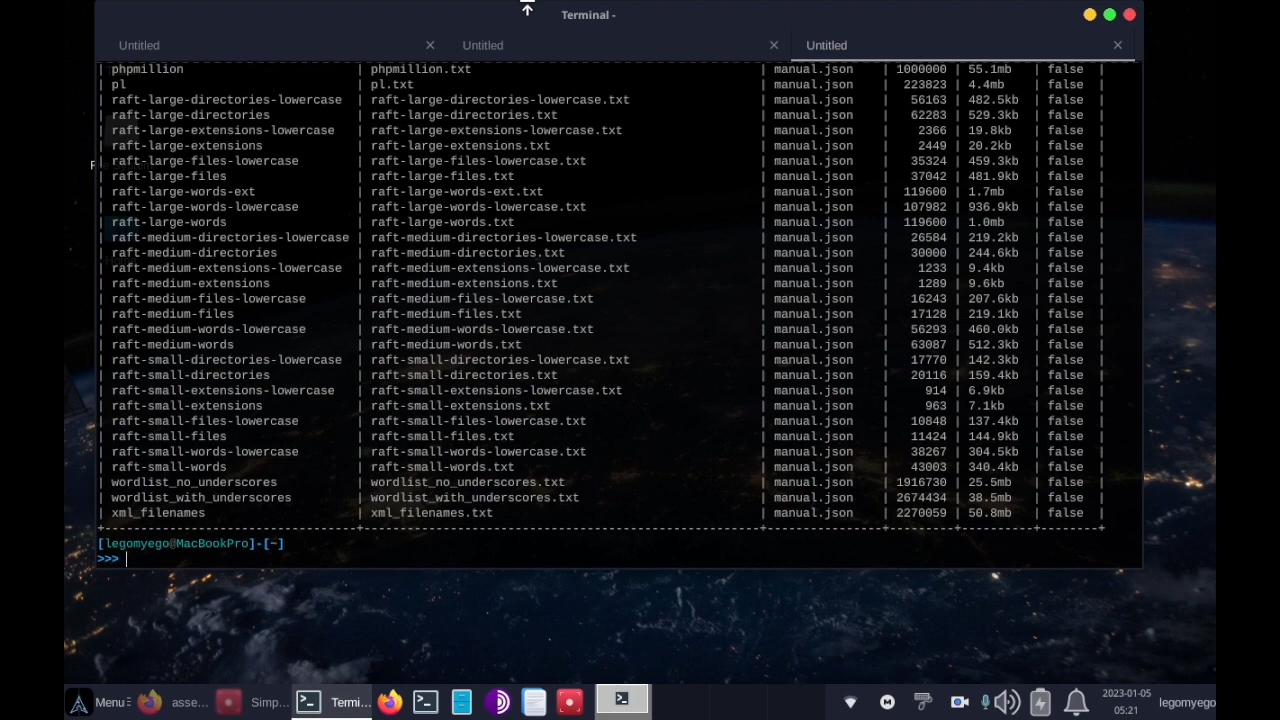 Terminal -
Untitled Untitled Untitled
| phpmillion | phpmillion.txt | manual.json | 1000000 | 55.1mb | false |
| pl | pl.txt | manual.json | 223823 | 4.4mb | false |
| raft-large-directories-lowercase | raft-large-directories-lowercase.txt | manual.json | 56163 | 482.5kb | false |
| raft-large-directories | raft-large-directories.txt | manual.json | 62283 | 529.3kb | false |
| raft-large-extensions-lowercase | raft-large-extensions-lowercase.txt | manual.json | 2366 | 19.8kb | false |
| raft-large-extensions | raft-large-extensions.txt | manual.json | 2449 | 20.2kb | false |
| raft-large-files-lowercase | raft-large-files-lowercase.txt | manual.json | 35324 | 459.3kb | false |
| raft-large-files | raft-large-files.txt | manual.json | 37042 | 481.9kb | false |
| raft-large-words-ext | raft-large-words-ext.txt | manual.json | 119600 | 1.7mb | false |
| raft-large-words-lowercase | raft-large-words-lowercase.txt | manual.json | 107982 | 936.9kb | false |
| raft-large-words | raft-large-words.txt | manual.json | 119600 | 1.0mb | false |
| raft-medium-directories-lowercase | raft-medium-directories-lowercase.txt | manual.json | 26584 | 219.2kb | false |
| raft-medium-directories | raft-medium-directories.txt | manual.json | 30000 | 244.6kb | false |
| raft-medium-extensions-lowercase | raft-medium-extensions-lowercase.txt | manual.json | 1233 | 9.4kb | false |
| raft-medium-extensions | raft-medium-extensions.txt | manual.json | 1289 | 9.6kb | false |
| raft-medium-files-lowercase | raft-medium-files-lowercase.txt | manual.json | 16243 | 207.6kb | false |
| raft-medium-files | raft-medium-files.txt | manual.json | 17128 | 219.1kb | false |
| raft-medium-words-lowercase | raft-medium-words-lowercase.txt | manual.json | 56293 | 460.0kb | false |
| raft-medium-words | raft-medium-words.txt | manual.json | 63087 | 512.3kb | false |
| raft-small-directories-lowercase | raft-small-directories-lowercase.txt | manual.json | 17770 | 142.3kb | false |
| raft-small-directories | raft-small-directories.txt | manual.json | 20116 | 159.4kb | false |
| raft-small-extensions-lowercase | raft-small-extensions-lowercase.txt | manual.json | 914 | 6.9kb | false |
| raft-small-extensions | raft-small-extensions.txt | manual.json | 963 | 7.1kb | false |
| raft-small-files-lowercase | raft-small-files-lowercase.txt | manual.json | 10848 | 137.4kb | false |
| raft-small-files | raft-small-files.txt | manual.json | 11424 | 144.9kb | false |
| raft-small-words-lowercase | raft-small-words-lowercase.txt | manual.json | 38267 | 304.5kb | false |
| raft-small-words | raft-small-words.txt | manual.json | 43003 | 340.4kb | false |
| wordlist_no_underscores | wordlist_no_underscores.txt | manual.json | 1916730 | 25.5mb | false |
| wordlist_with_underscores | wordlist_with_underscores.txt | manual.json | 2674434 | 38.5mb | false |
| xml_filenames | xml_filenames.txt | manual.json | 2270059 | 50.8mb | false |
[legomyego@MacBookPro]-[~]
>>>
Menu asse... Simp... Termi... 2023-01-05 legomyego
05:21